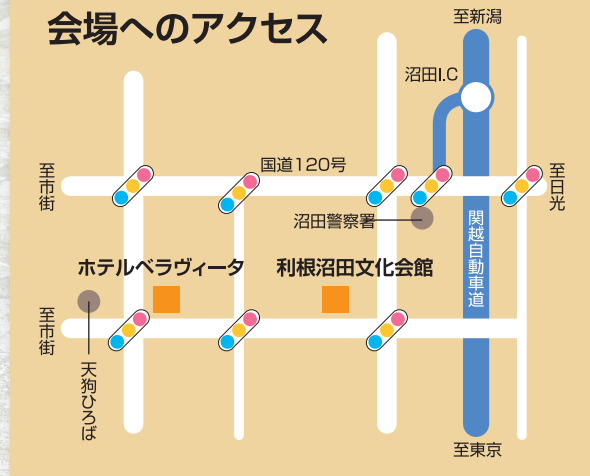 会場へのアクセス
至新潟
沼田I.C
国道120号
至市街
至日光
沼田警察署
関越自動車道
ホテルベラヴィータ
利根沼田文化会館
至市街
天狗ひろば
至東京